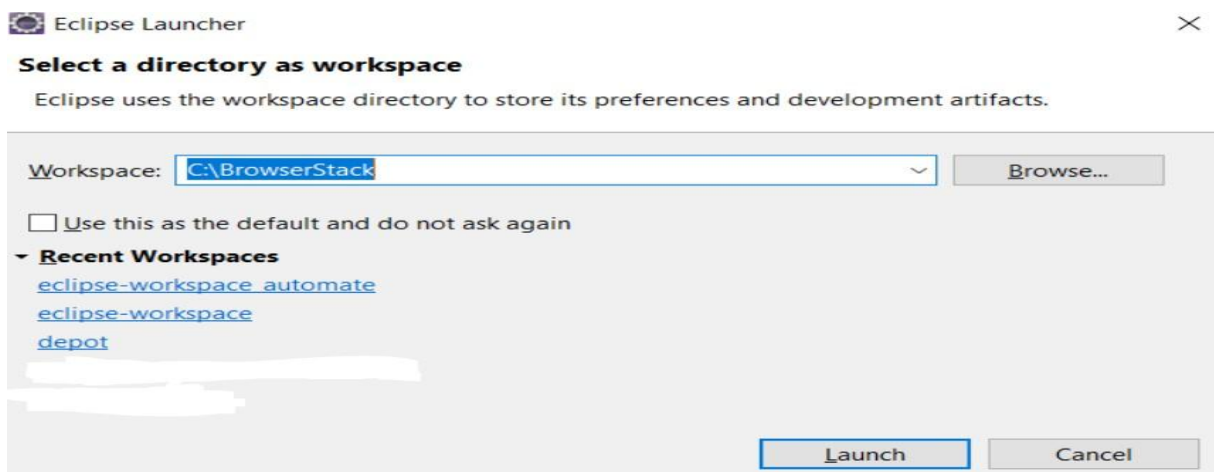 Eclipse Launcher
Select a directory as workspace
Eclipse uses the workspace directory to store its preferences and development artifacts.
Workspace: C:\BrowserStack Browse...
Use this as the default and do not ask again
Recent Workspaces
eclipse-workspace_automate
eclipse-workspace
depot
Launch Cancel